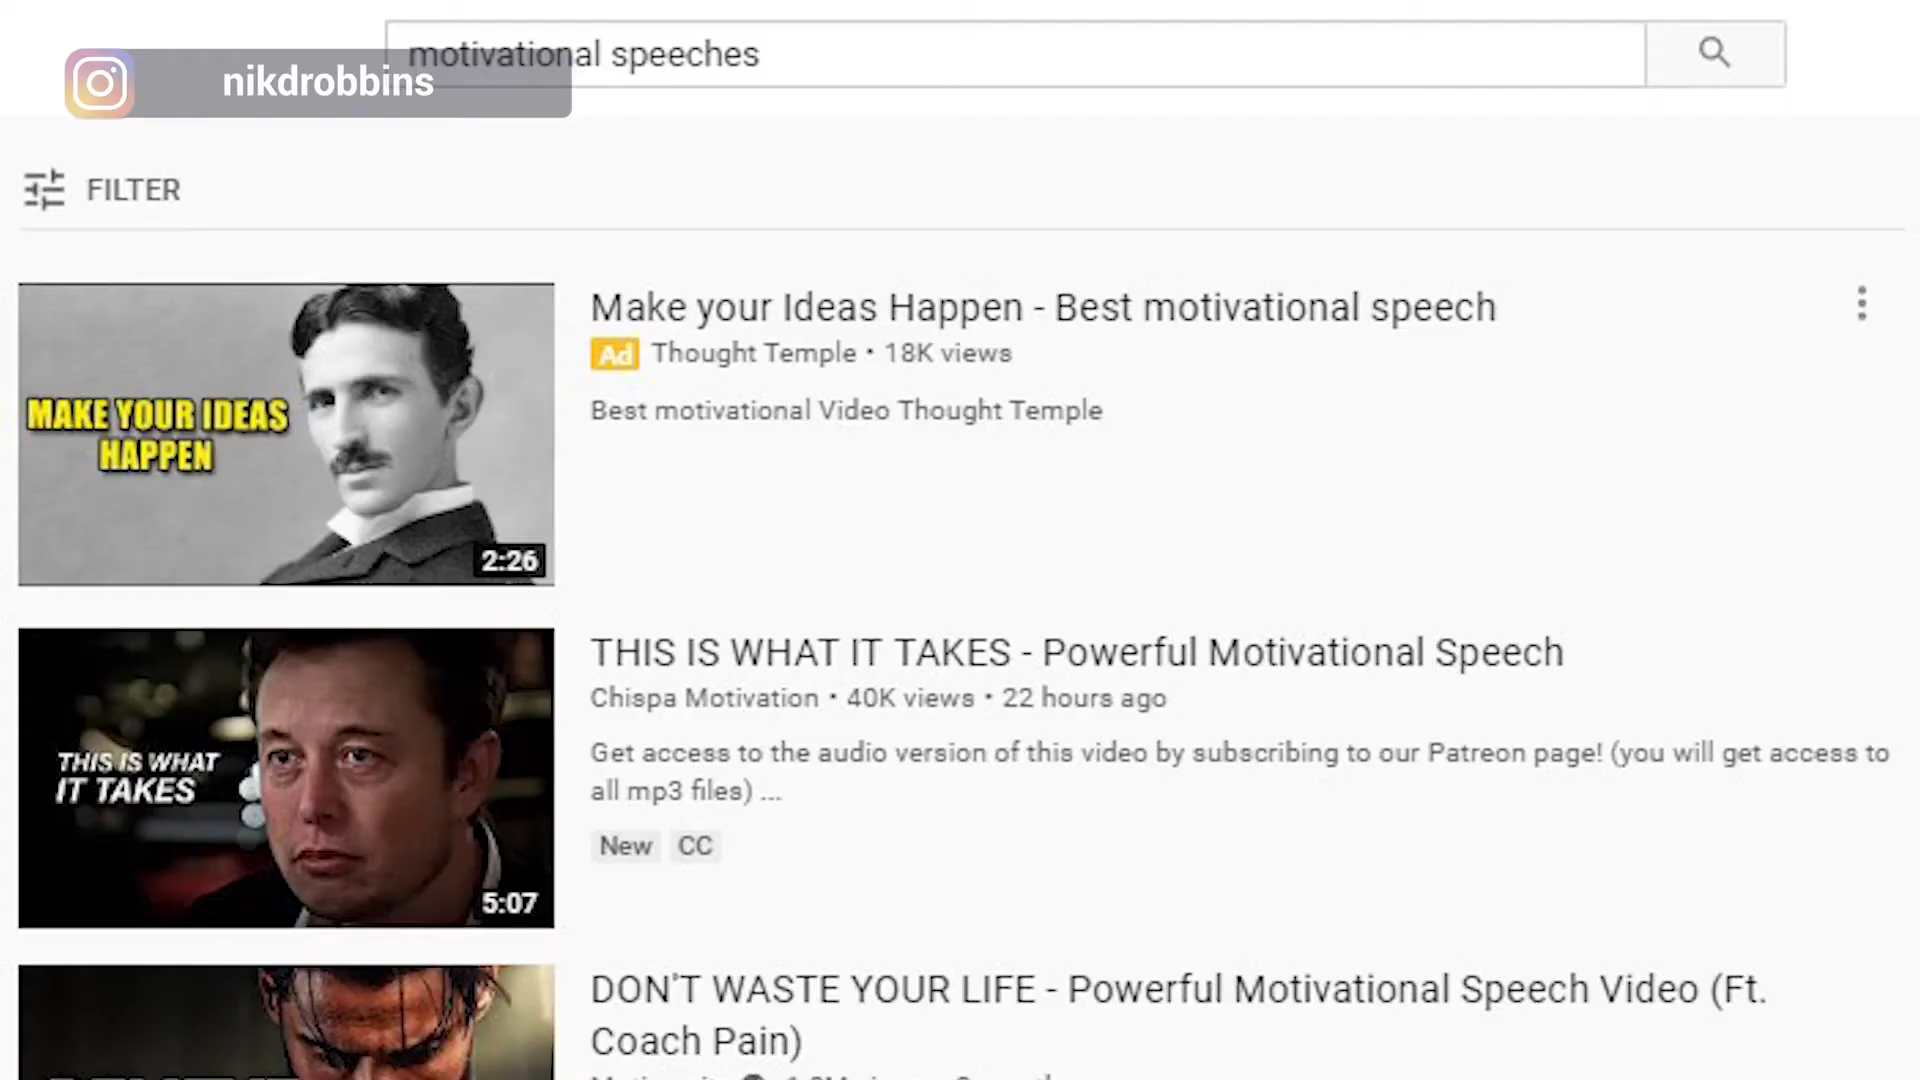 motivational speeches
nikdrobbins
FILTER
MAKE YOUR IDEAS
HAPPEN
2:26
Make your Ideas Happen - Best motivational speech
Ad Thought Temple • 18K views
Best motivational Video Thought Temple
THIS IS WHAT
IT TAKES
5:07
THIS IS WHAT IT TAKES - Powerful Motivational Speech
Chispa Motivation • 40K views • 22 hours ago
Get access to the audio version of this video by subscribing to our Patreon page! (you will get access to
all mp3 files) ...
New CC
DON'T WASTE YOUR LIFE - Powerful Motivational Speech Video (Ft.
Coach Pain)